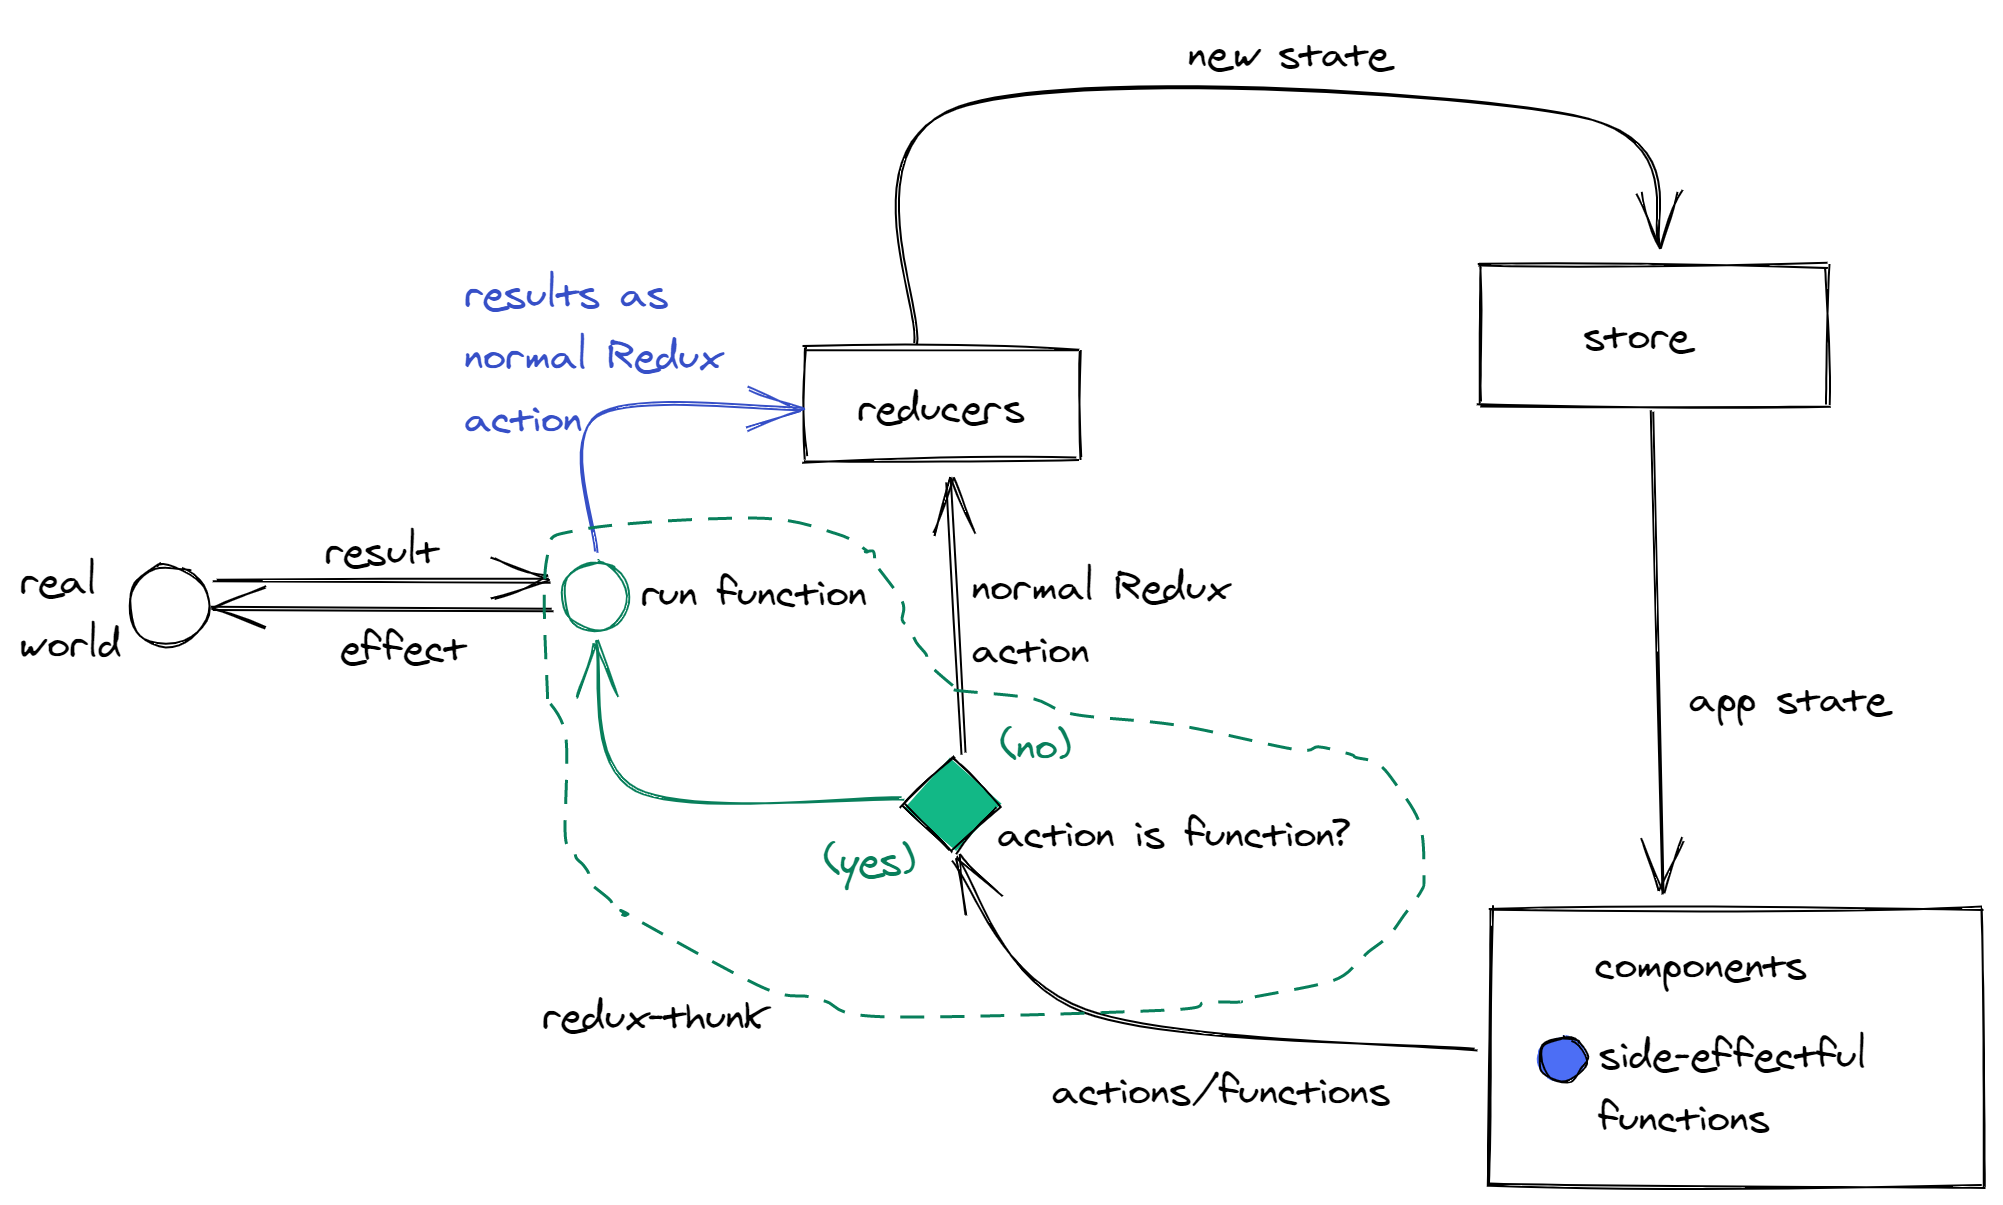 new state
results as
normal Redux
action
store
reducers
result
real
world
effect
run function
normal Redux
action
app state
(no)
action is function?
(yes)
components
redux-thunk
side-effectful
functions
actions/functions